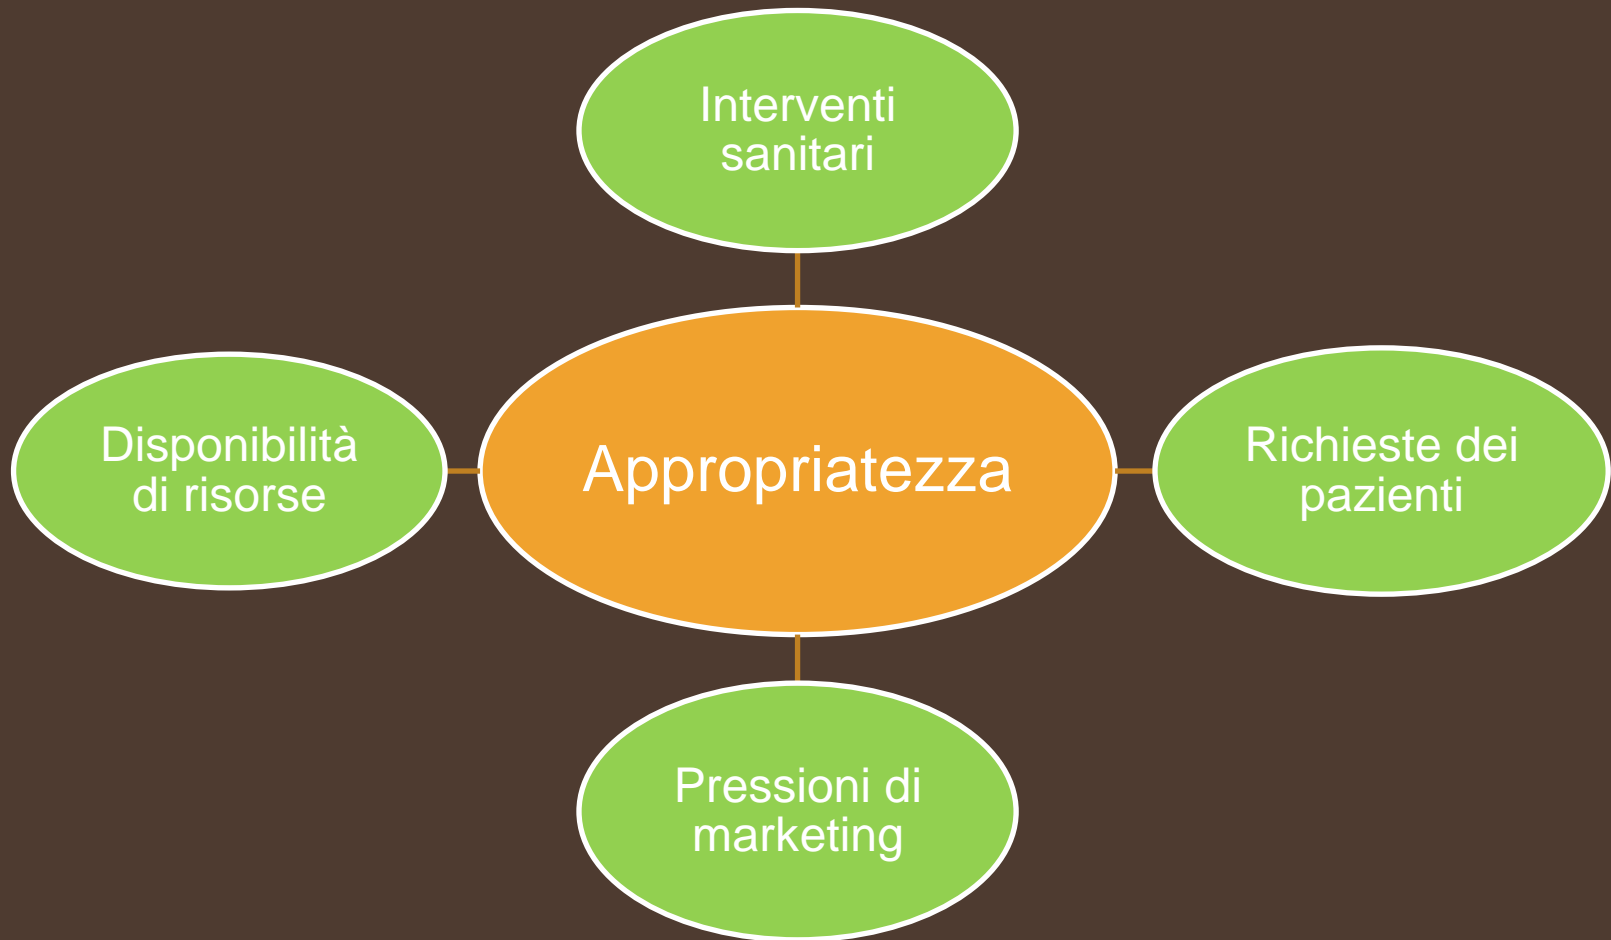 Interventi
sanitari
Disponibilità
di risorse
Appropriatezza
Richieste dei
pazienti
Pressioni di
marketing